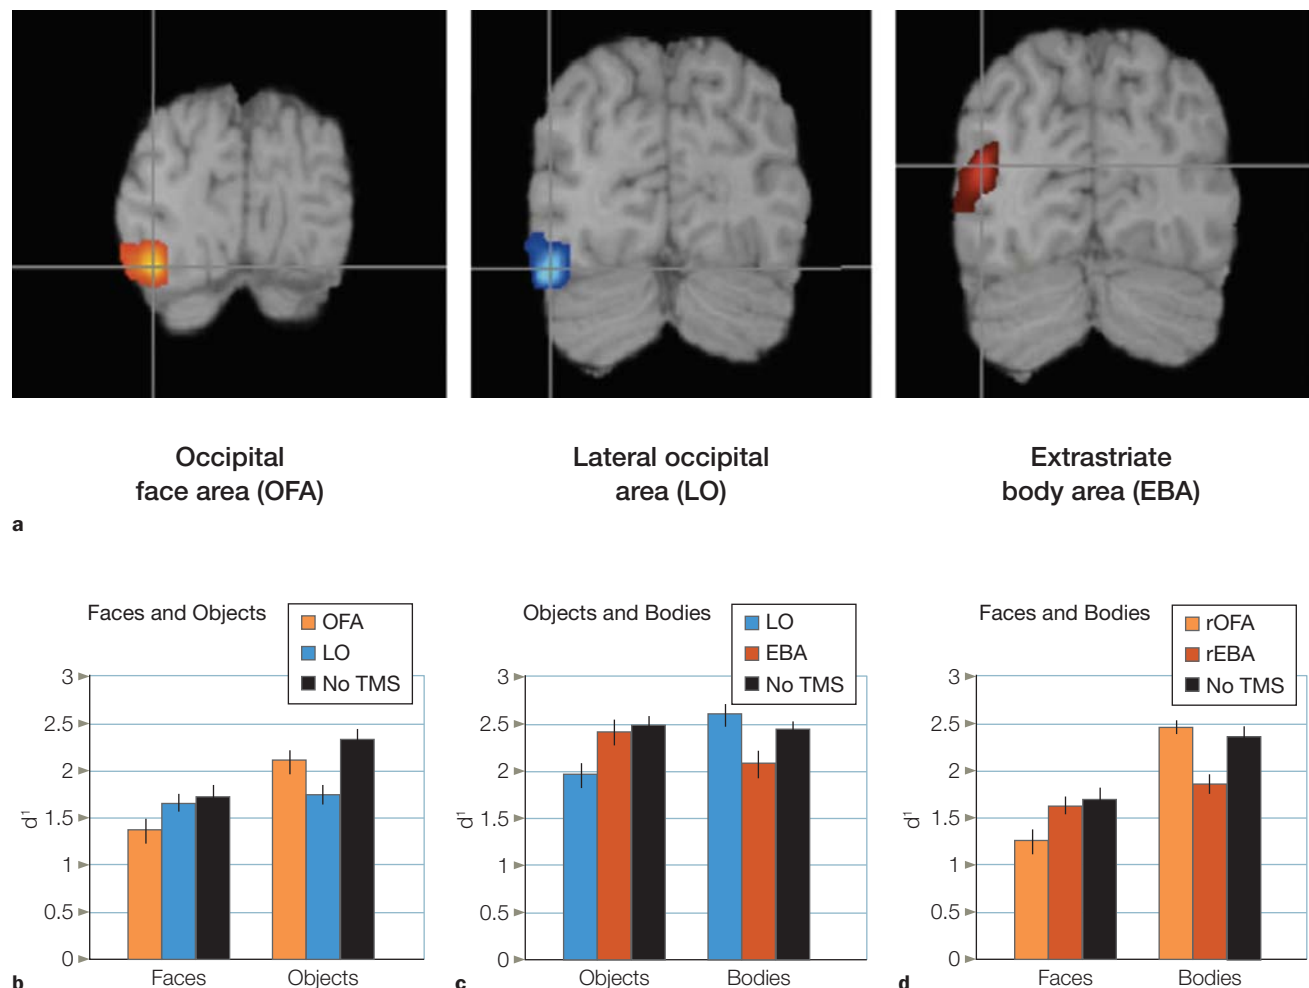 Occipital
face area (OFA)
Lateral occipital
area (LO)
Extrastriate
body area (EBA)
a
Faces and Objects
OFA
LO
No TMS
3
2.5
2
1.5
1
0.5
0
d¹
Faces
Objects
b
Objects and Bodies
LO
EBA
No TMS
3
2.5
2
1.5
1
0.5
0
d¹
Objects
Bodies
c
Faces and Bodies
rOFA
rEBA
No TMS
3
2.5
2
1.5
1
0.5
0
d¹
Faces
Bodies
d